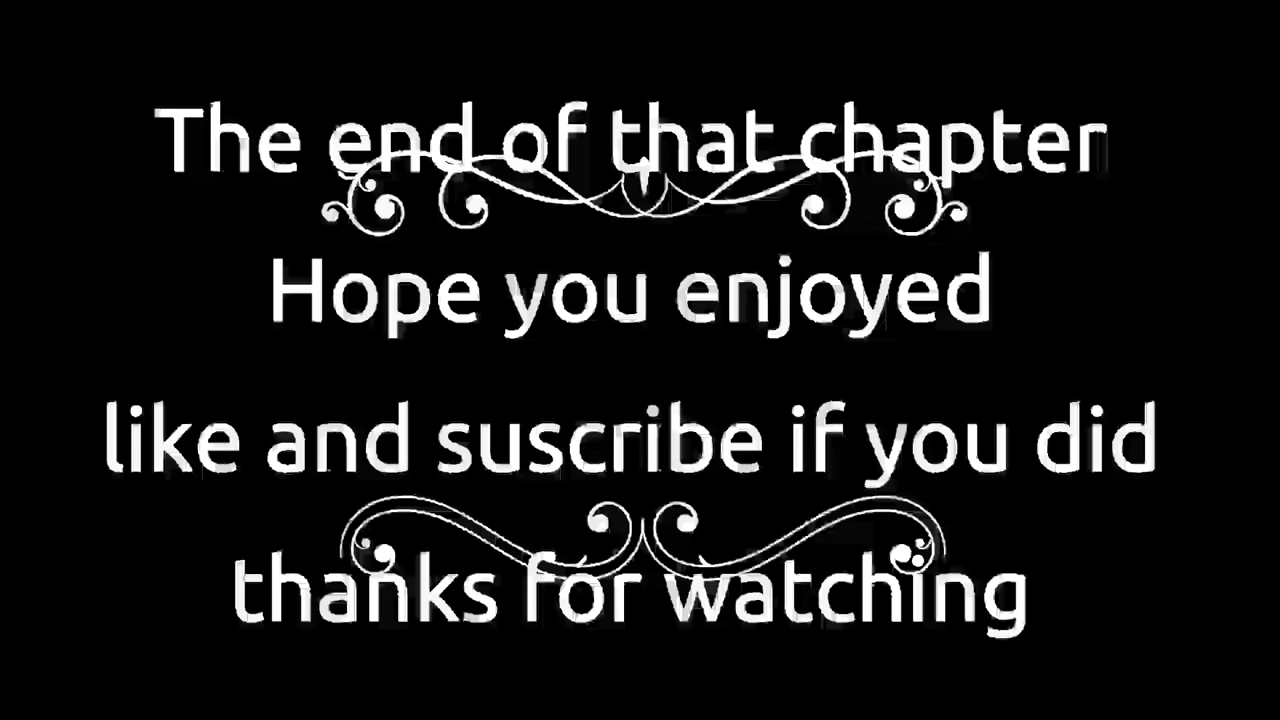 The end of that chapter
Hope you enjoyed
like and suscribe if you did
thanks for watching